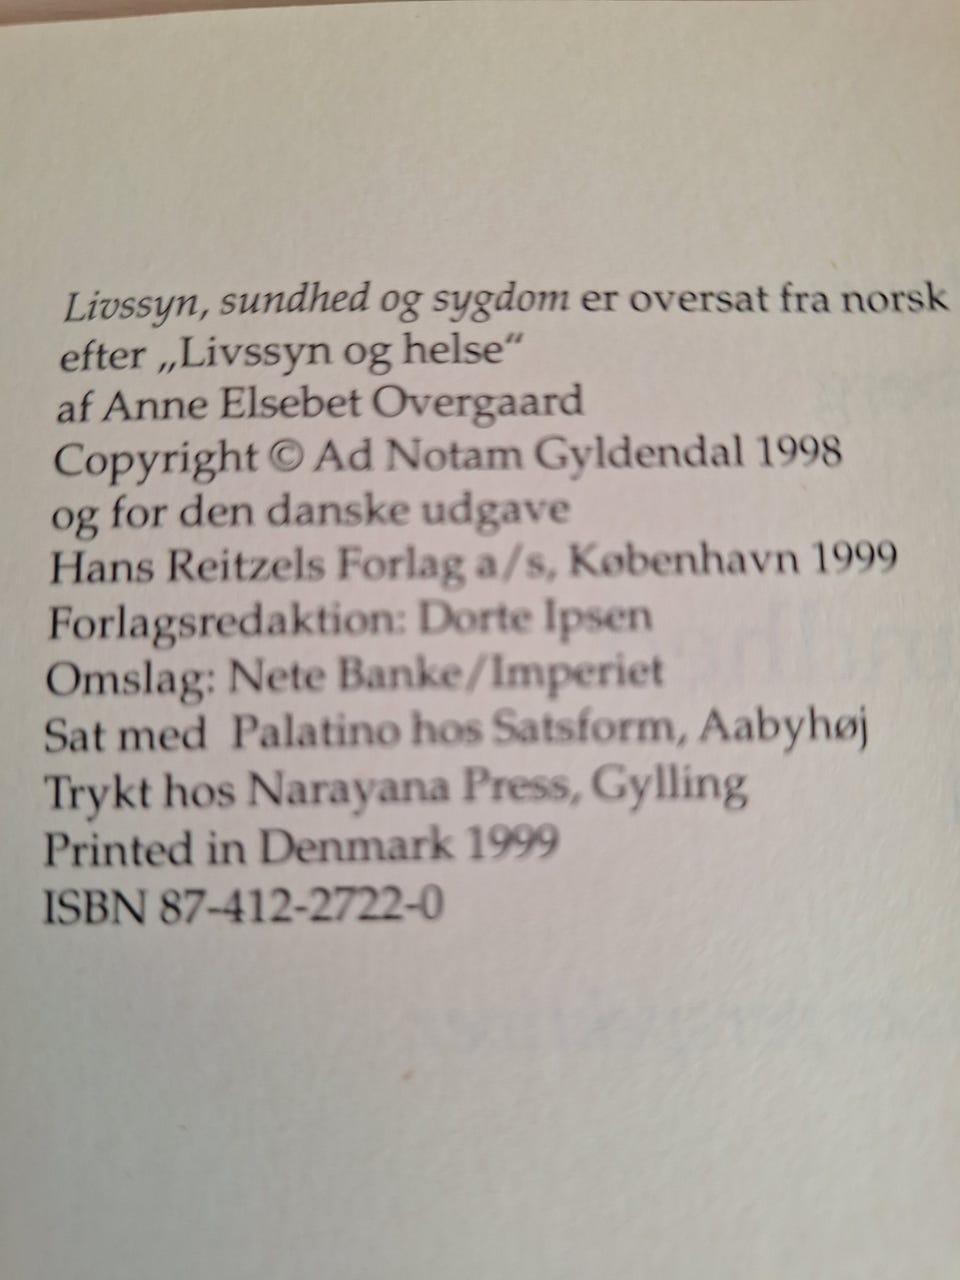 Livssyn, sundhed og sygdom er oversat fra norsk
efter „Livssyn og helse“
af Anne Elsebet Overgaard
Copyright © Ad Notam Gyldendal 1998
og for den danske udgave
Hans Reitzels Forlag a/s, København 1999
Forlagsredaktion: Dorte Ipsen
Omslag: Nete Banke/Imperiet
Sat med Palatino hos Satsform, Aabyhøj
Trykt hos Narayana Press, Gylling
Printed in Denmark 1999
ISBN 87-412-2722-0